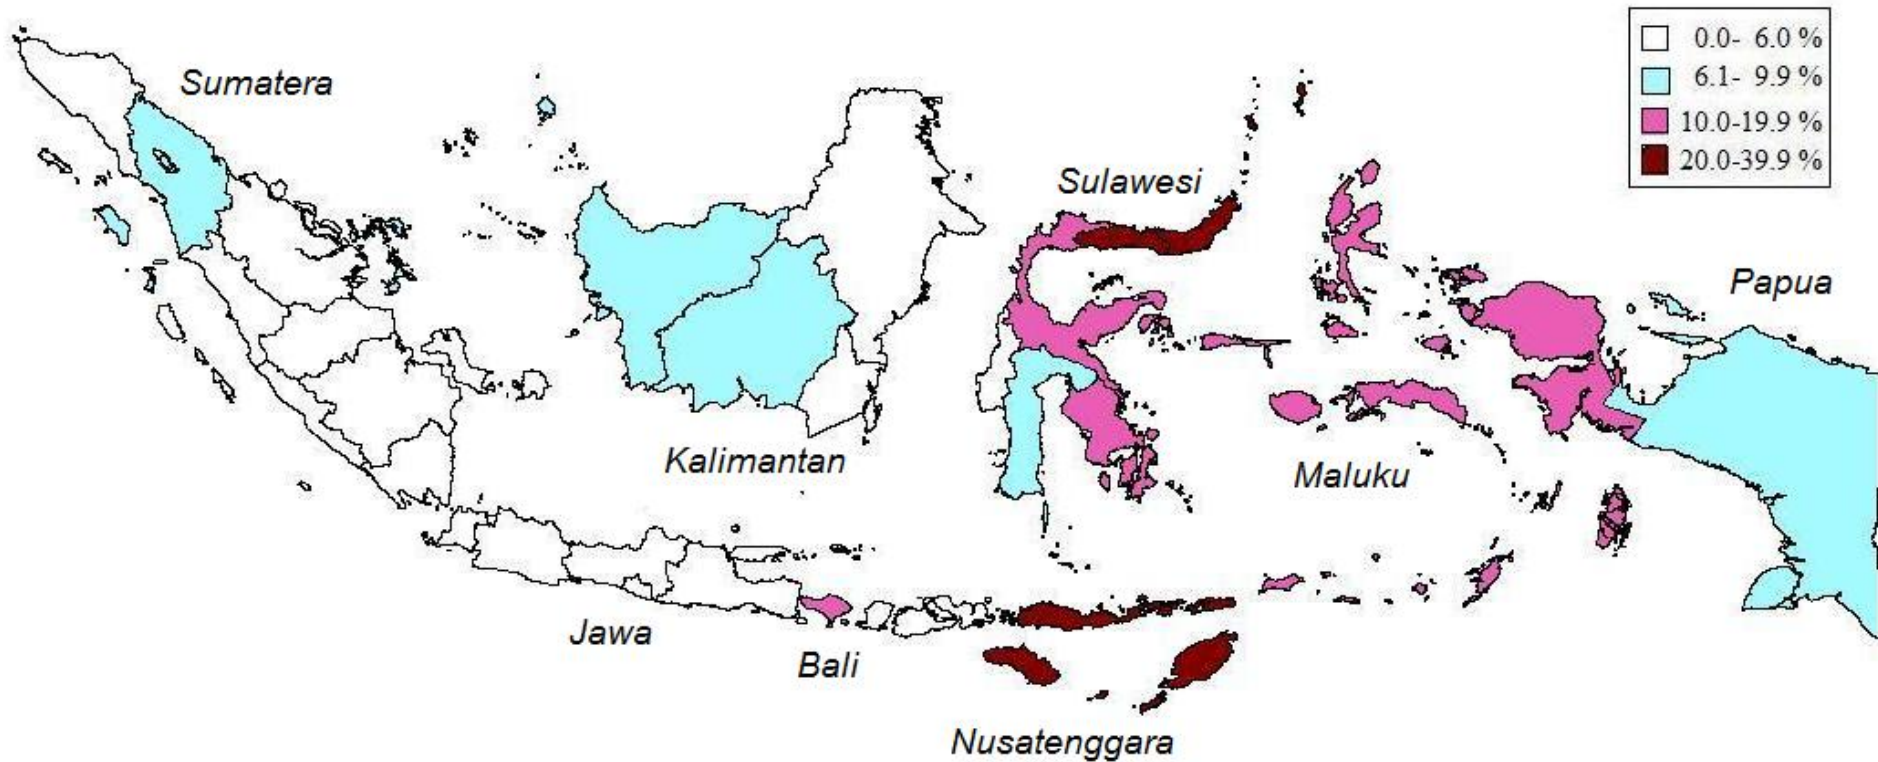 0.0- 6.0 %
6.1- 9.9 %
10.0-19.9 %
20.0-39.9 %
Sumatera
Sulawesi
Papua
Kalimantan
Maluku
Jawa
Bali
Nusatenggara